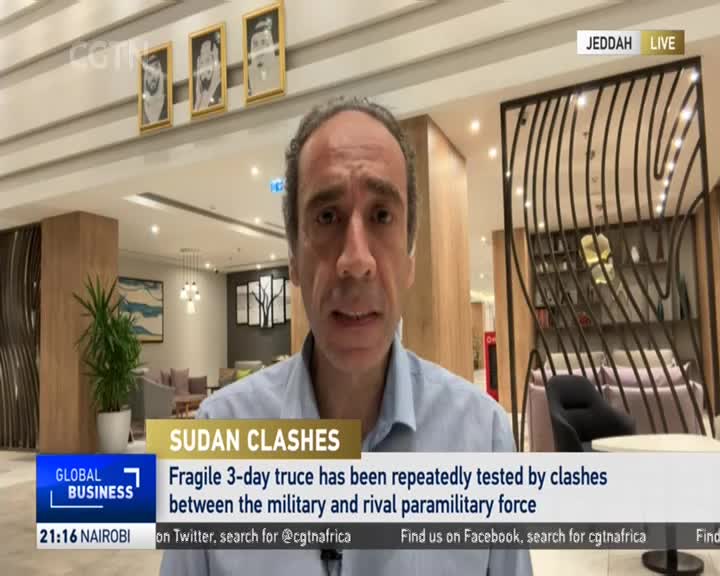 CGTN
JEDDAH LIVE
SUDAN CLASHES
Fragile 3-day truce has been repeatedly tested by clashes
between the military and rival paramilitary force
GLOBAL
BUSINESS
21:16 NAIROBI
on Twitter, search for @cgtnafrica Find us on Facebook, search for cgtnafrica Find